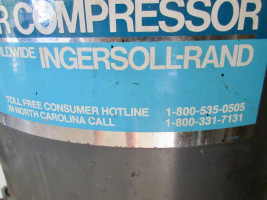 R COMPRESSOR
LDWIDE INGERSOLL-RAND
TOLL FREE CONSUMER HOTLINE 1-800-535-0505
IN NORTH CAROLINA CALL 1-800-331-7131